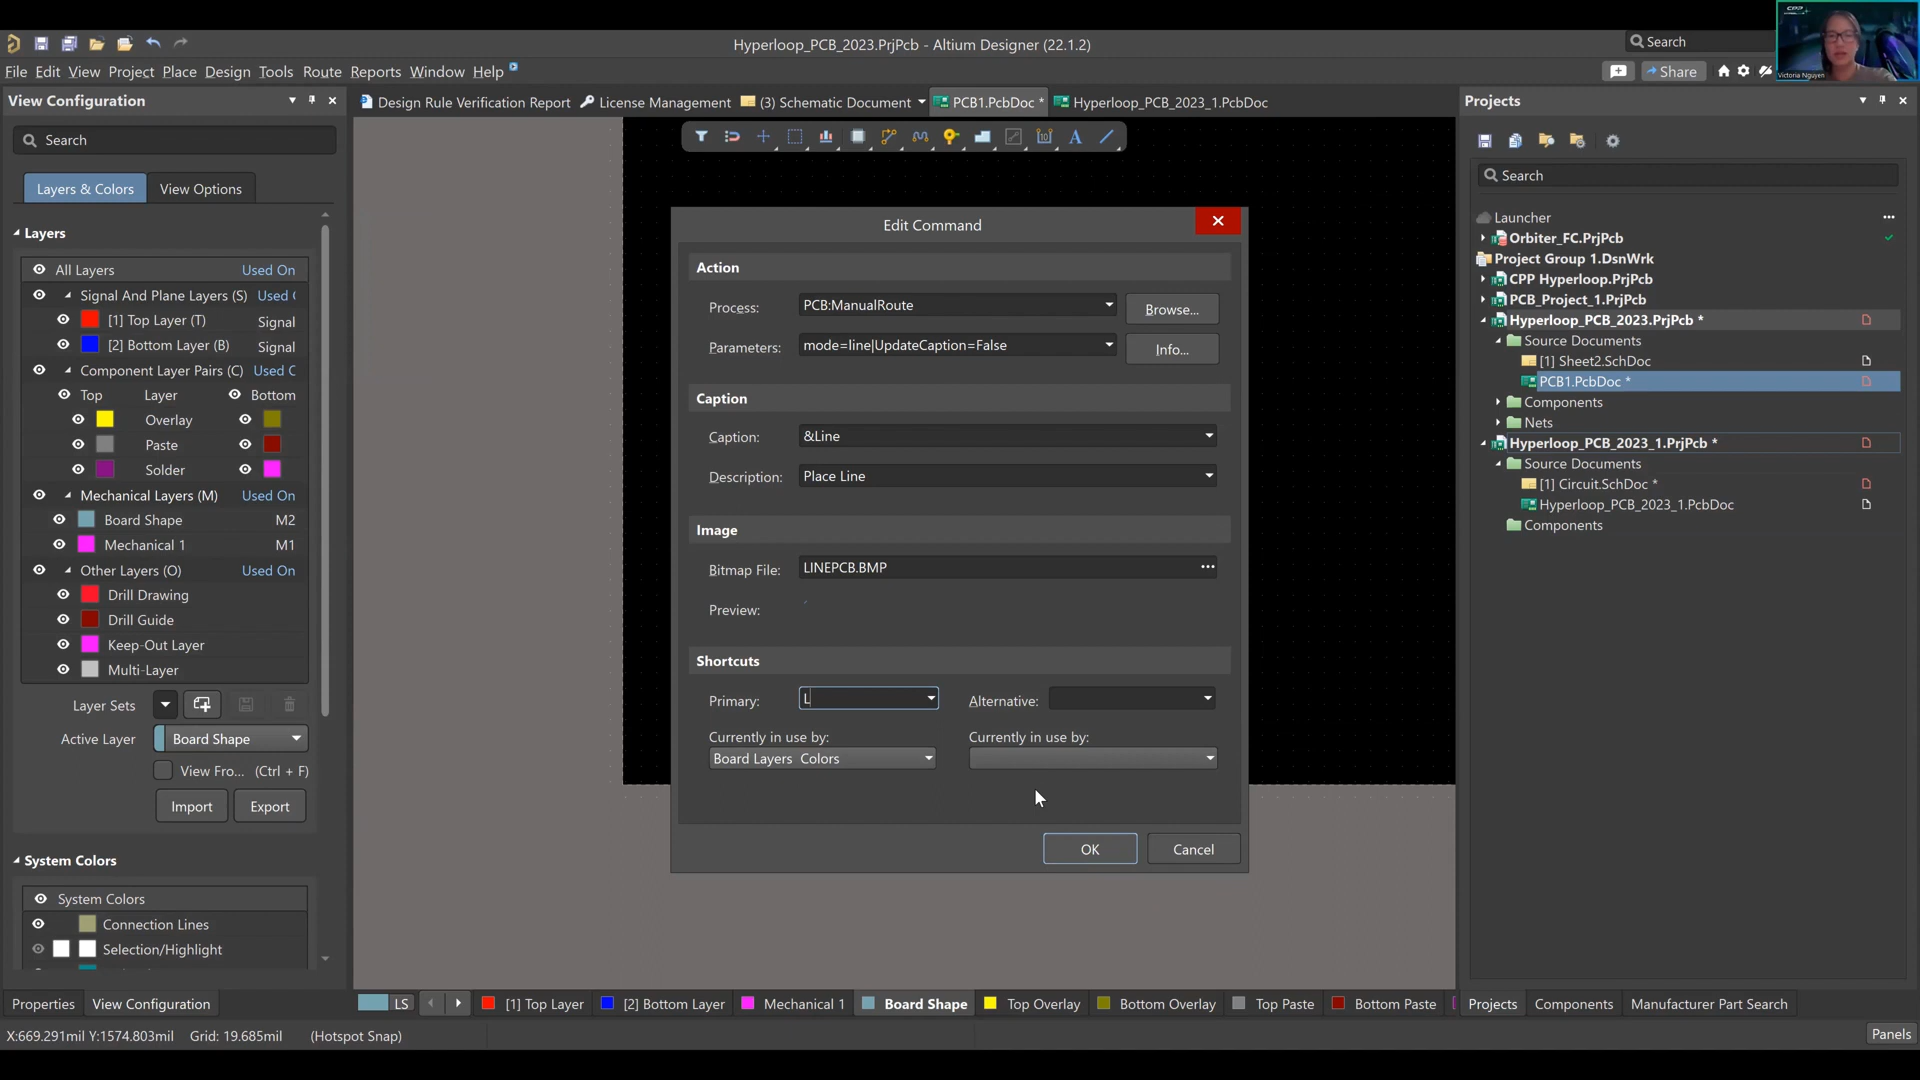 CPP
Victoria Nguyen
Hyperloop_PCB_2023.PrjPcb - Altium Designer (22.1.2)
Search
File Edit View Project Place Design Tools Route Reports Window Help
Share
View Configuration
Design Rule Verification Report
License Management
(3) Schematic Document
PCB1.PcbDoc *
Hyperloop_PCB_2023_1.PcbDoc
Projects
Search
Layers & Colors
View Options
Layers
All Layers Used On
Signal And Plane Layers (S) Used (
[1] Top Layer (T) Signal
[2] Bottom Layer (B) Signal
Component Layer Pairs (C) Used C
Top Layer Bottom
Overlay
Paste
Solder
Mechanical Layers (M) Used On
Board Shape M2
Mechanical 1 M1
Other Layers (O) Used On
Drill Drawing
Drill Guide
Keep-Out Layer
Multi-Layer
Layer Sets
Active Layer Board Shape
View Fro... (Ctrl + F)
Import Export
System Colors
System Colors
Connection Lines
Selection/Highlight
Properties View Configuration
Edit Command
Action
Process: PCB:ManualRoute Browse...
Parameters: mode=line|UpdateCaption=False Info...
Caption
Caption: &Line
Description: Place Line
Image
Bitmap File: LINEPCB.BMP ...
Preview:
Shortcuts
Primary: L Alternative:
Currently in use by: Currently in use by:
Board Layers Colors
OK Cancel
Search
Launcher ...
Orbiter_FC.PrjPcb
Project Group 1.DsnWrk
CPP Hyperloop.PrjPcb
PCB_Project_1.PrjPcb
Hyperloop_PCB_2023.PrjPcb *
Source Documents
[1] Sheet2.SchDoc
PCB1.PcbDoc *
Components
Nets
Hyperloop_PCB_2023_1.PrjPcb *
Source Documents
[1] Circuit.SchDoc *
Hyperloop_PCB_2023_1.PcbDoc
Components
LS [1] Top Layer [2] Bottom Layer Mechanical 1 Board Shape Top Overlay Bottom Overlay Top Paste Bottom Paste
Projects Components Manufacturer Part Search
X:669.291mil Y:1574.803mil Grid: 19.685mil (Hotspot Snap)
Panels